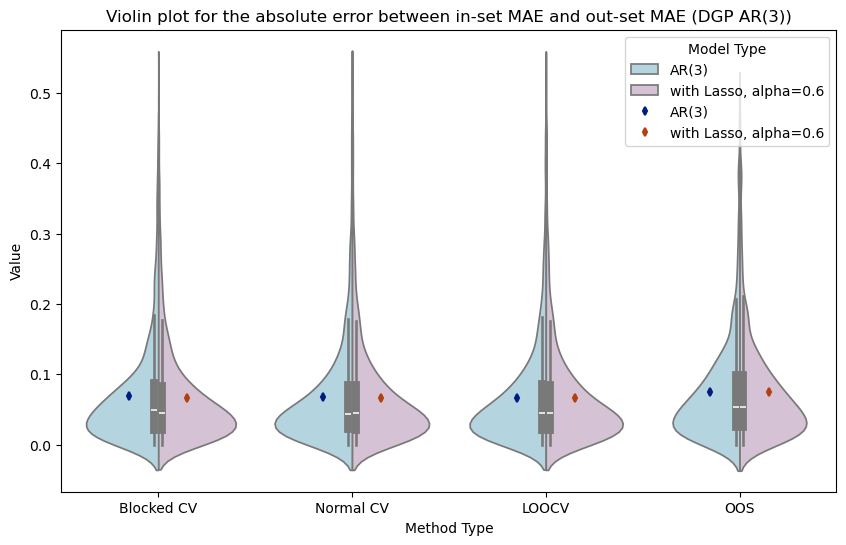 Violin plot for the absolute error between in-set MAE and out-set MAE (DGP AR(3))
Value
0.5
0.4
0.3
0.2
0.1
0.0
Model Type
AR(3)
with Lasso, alpha=0.6
AR(3)
with Lasso, alpha=0.6
Blocked CV
Normal CV
LOOCV
OOS
Method Type